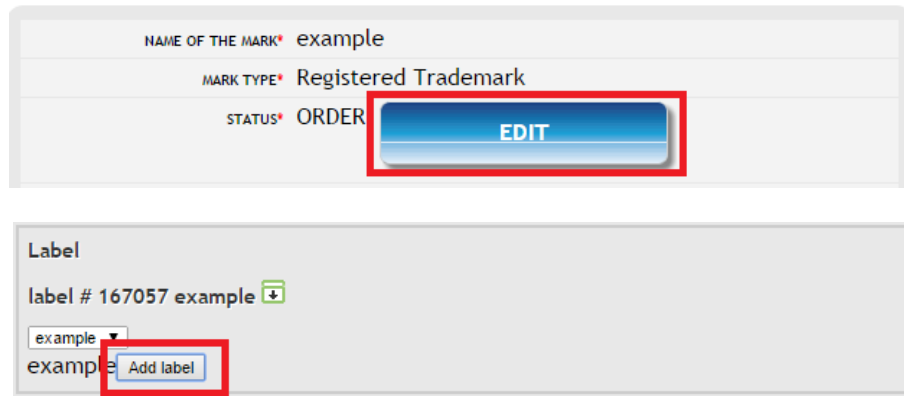 NAME OF THE MARK* example
MARK TYPE* Registered Trademark
STATUS* ORDER EDIT
Label
label # 167057 example
example
example Add label